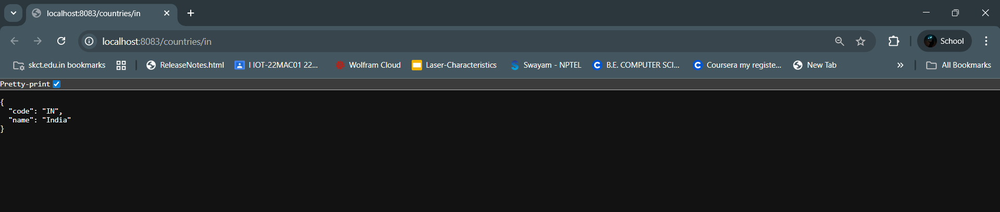 localhost:8083/countries/in
localhost:8083/countries/in
School
skct.edu.in bookmarks
ReleaseNotes.html
I IOT-22MAC01 22...
Wolfram Cloud
Laser-Characteristics
Swayam - NPTEL
B.E. COMPUTER SCI...
Coursera my registe...
New Tab
All Bookmarks
Pretty-print
{
"code": "IN",
"name": "India"
}